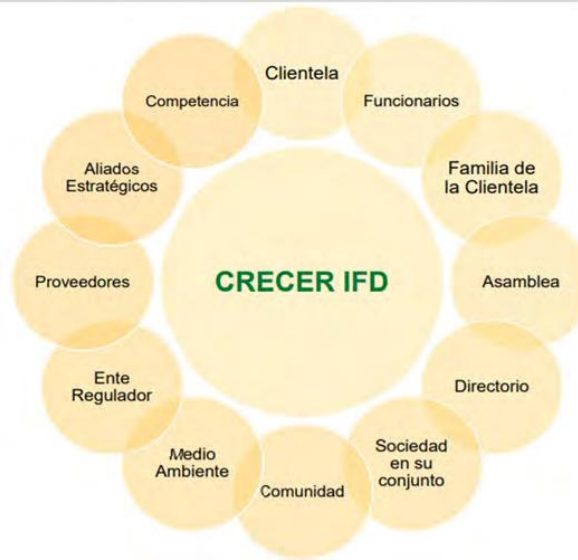 Clientela
Funcionarios
Familia de
la Clientela
Asamblea
Directorio
Sociedad
en su
conjunto
Comunidad
Medio
Ambiente
Ente
Regulador
Proveedores
Aliados
Estratégicos
Competencia
CRECER IFD